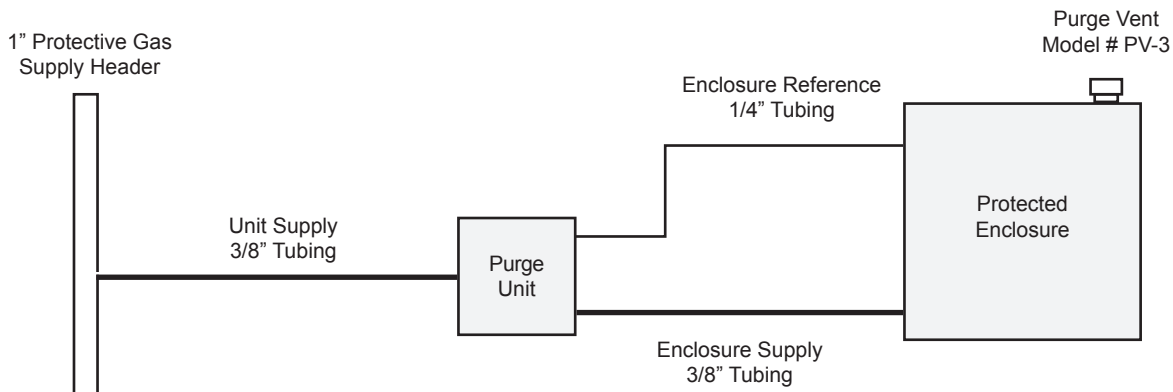 1” Protective Gas
Supply Header
Unit Supply
3/8” Tubing
Purge
Unit
Enclosure Reference
1/4” Tubing
Enclosure Supply
3/8” Tubing
Purge Vent
Model # PV-3
Protected
Enclosure